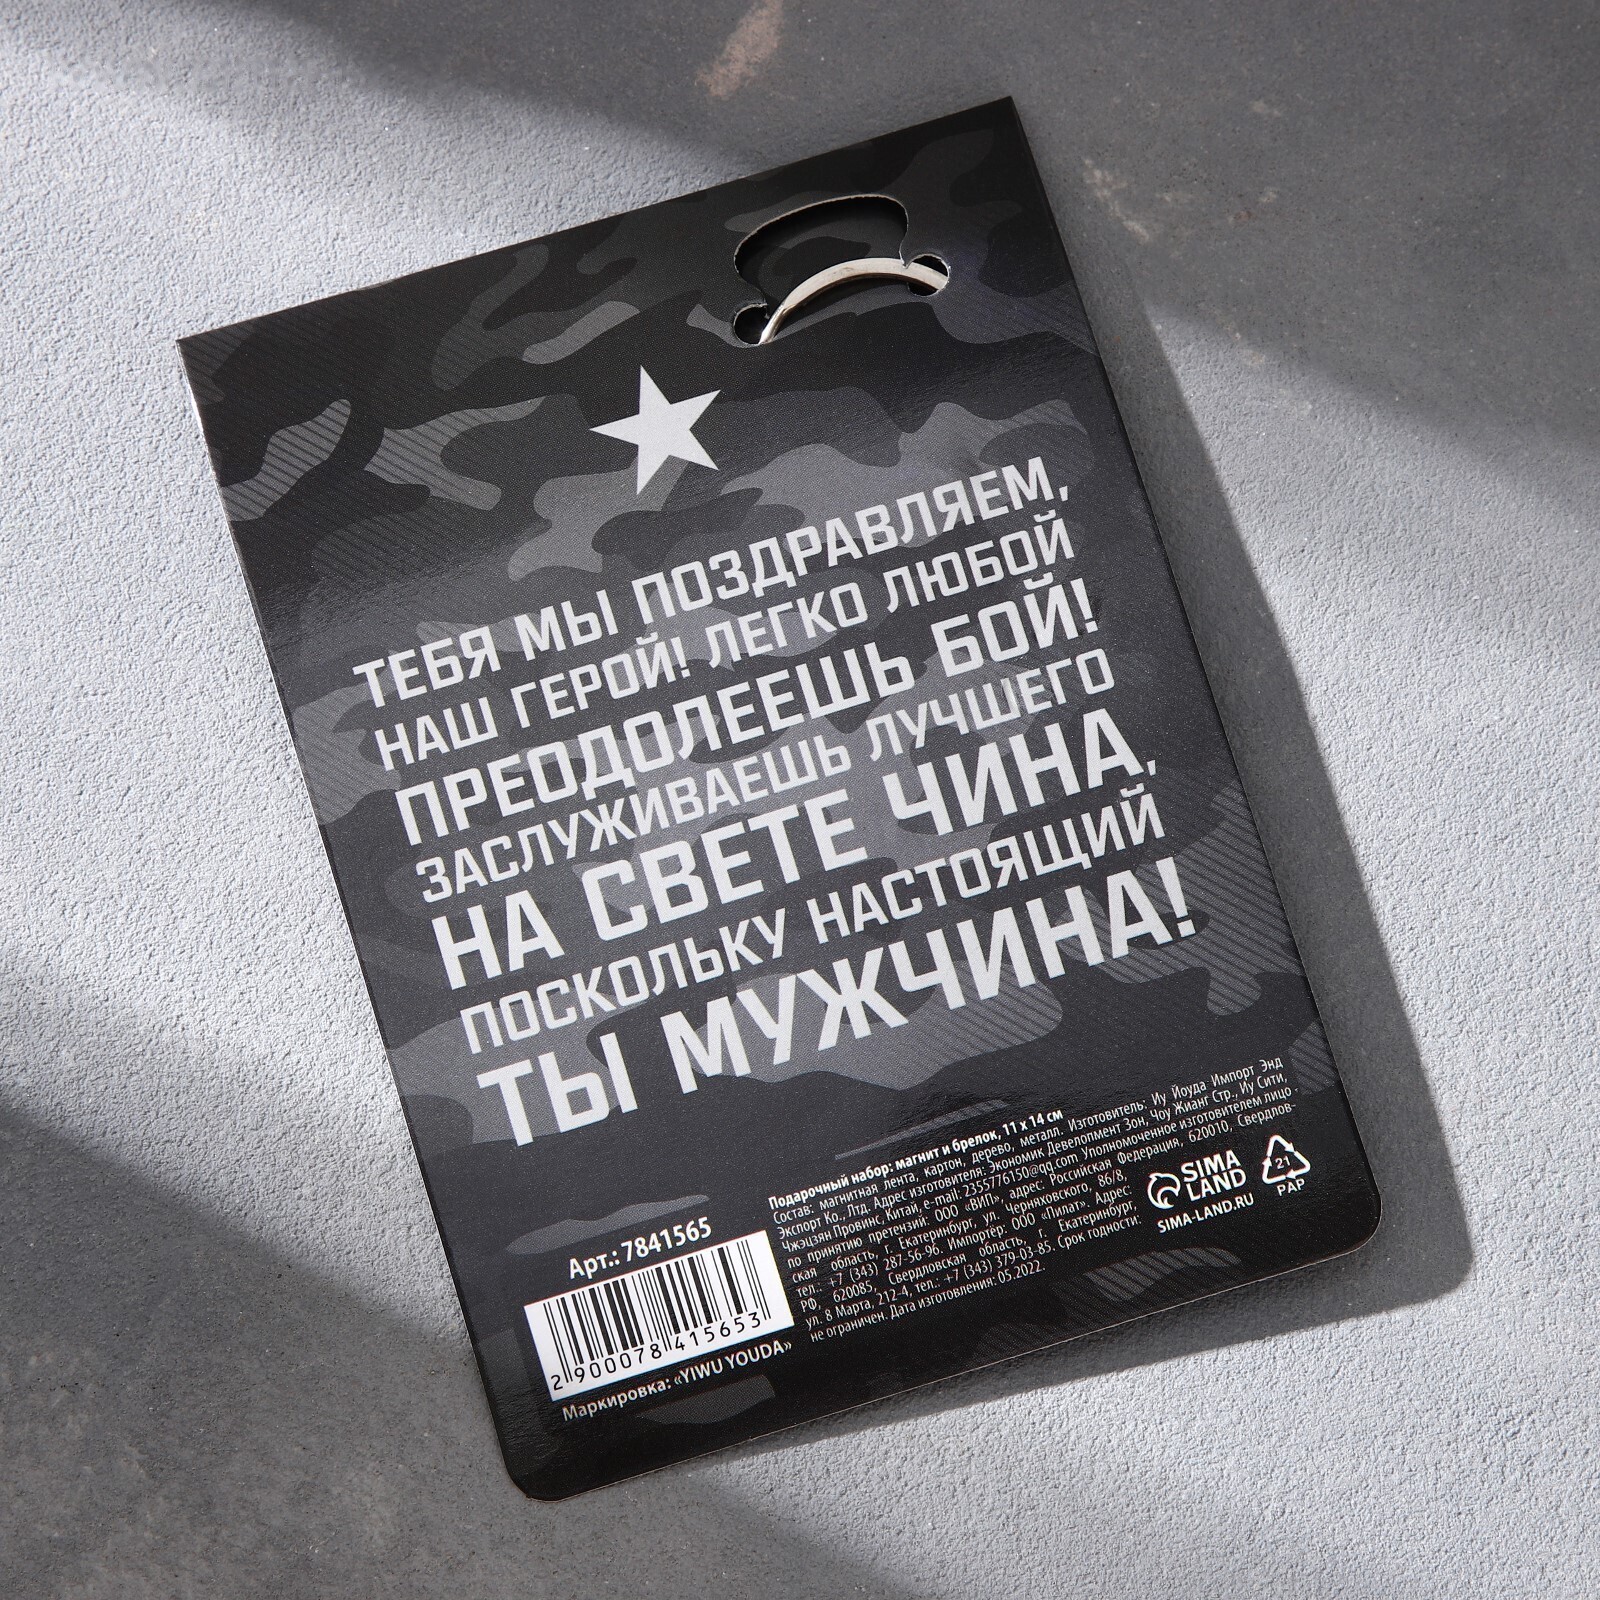 ТЕБЯ МЫ ПОЗДРАВЛЯЕМ,
НАШ ГЕРОЙ! ЛЕГКО ЛЮБОЙ
ПРЕОДОЛЕЕШЬ БОЙ!
ЗАСЛУЖИВАЕШЬ ЛУЧШЕГО
НА СВЕТЕ ЧИНА,
ПОСКОЛЬКУ НАСТОЯЩИЙ
ТЫ МУЖЧИНА!
Арт.: 7841565
2 900078 415653
Маркировка: «YIWU YOUDA»
Подарочный набор: магнит и брелок, 11 х 14 см
Состав: магнитная лента, картон, дерево, металл. Изготовитель: Иу Йоуда Импорт Энд
Экспорт Ко., Лтд. Адрес изготовителя: Экономик Девелопмент Зон, Чоу Жианг Стр., Иу Сити,
Чжэцзян Провинс, Китай, e-mail: 2355776150@qq.com Уполномоченное изготовителем лицо
по принятию претензий: ООО «ВИП», адрес: Российская Федерация, 620010, Свердлов-
ская область, г. Екатеринбург, ул. Черняховского, 86/8,
тел.: +7 (343) 287-56-96. Импортёр: ООО «Пилат». Адрес:
РФ, 620085, Свердловская область, г. Екатеринбург,
ул. 8 Марта, 212-4, тел.: +7 (343) 379-03-85. Срок годности:
не ограничен. Дата изготовления: 05.2022.
SIMA
LAND
SIMA-LAND.RU
21
PAP